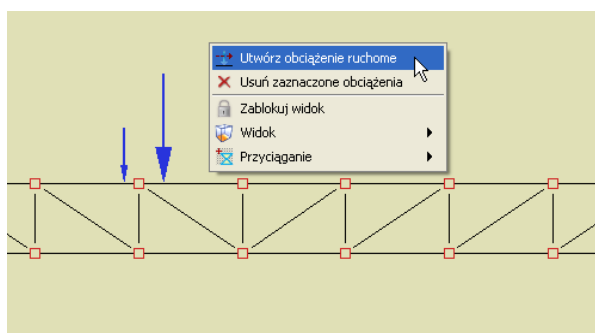 Utwórz obciążenie ruchome
Usuń zaznaczone obciążenia
Zablokuj widok
Widok
Przyciąganie